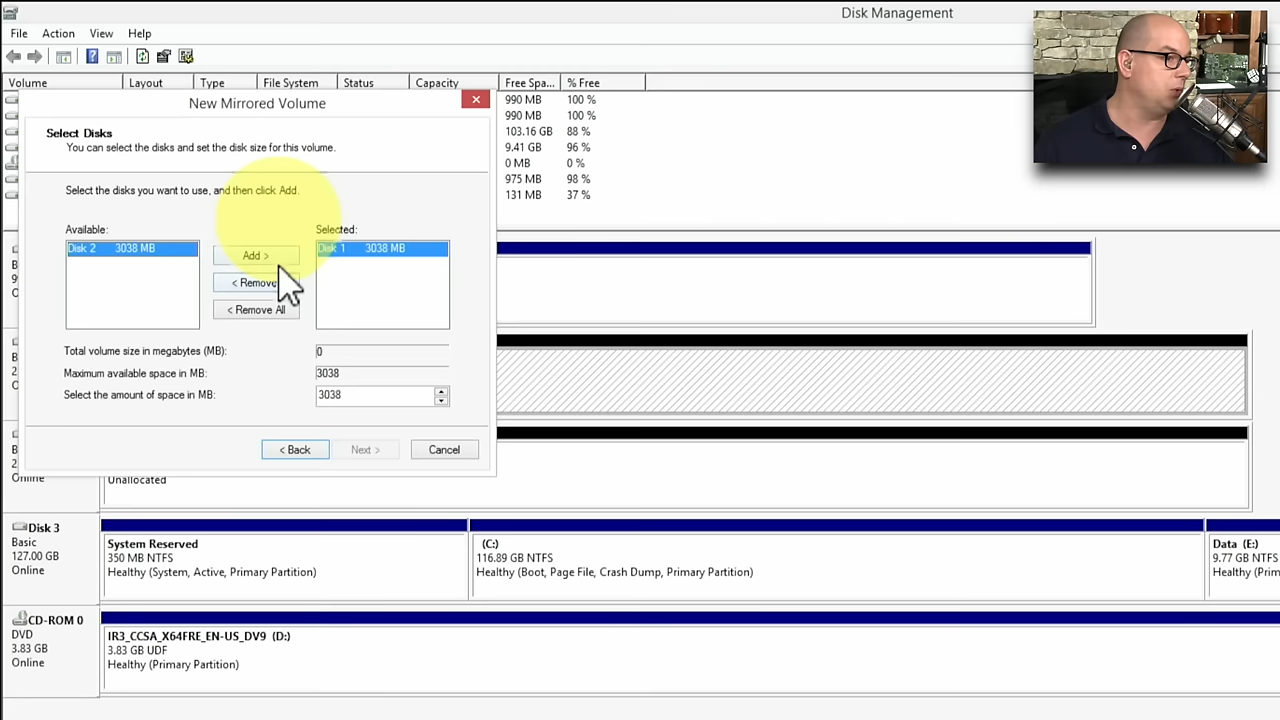 Disk Management
File Action View Help
Volume Layout Type File System Status Capacity Free Spa... % Free
New Mirrored Volume
990 MB 100 %
990 MB 100 %
103.16 GB 88 %
9.41 GB 96 %
0 MB 0 %
975 MB 98 %
131 MB 37 %
Select Disks
You can select the disks and set the disk size for this volume.
Select the disks you want to use, and then click Add.
Available: Selected:
Disk 2 3038 MB Add > Disk 1 3038 MB
< Remove
< Remove All
Total volume size in megabytes (MB): 0
Maximum available space in MB: 3038
Select the amount of space in MB: 3038
< Back Next > Cancel
Online Unallocated
Disk 3
Basic
127.00 GB
Online
System Reserved
350 MB NTFS
Healthy (System, Active, Primary Partition)
(C:)
116.89 GB NTFS
Healthy (Boot, Page File, Crash Dump, Primary Partition)
Data (E:)
9.77 GB NTFS
Healthy (Prim
CD-ROM 0
DVD
3.83 GB
Online
IR3_CCSA_X64FRE_EN-US_DV9 (D:)
3.83 GB UDF
Healthy (Primary Partition)